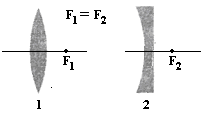 F₁ = F₂
F₁
F₂
1
2